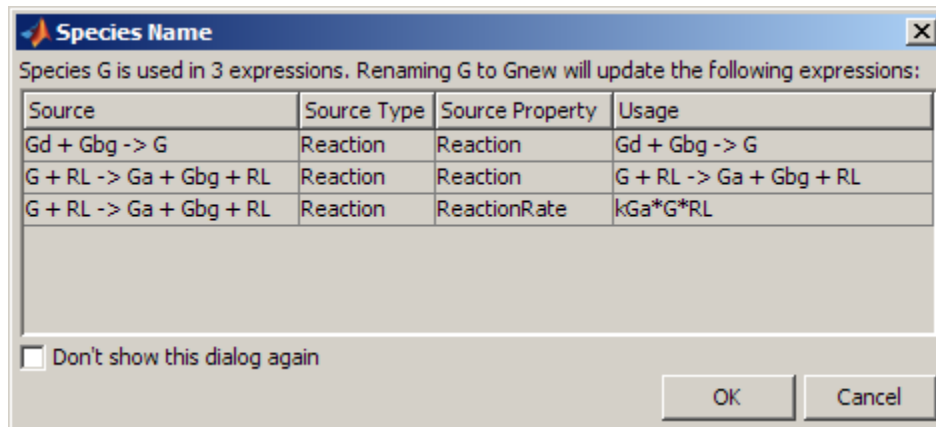 Species Name
Species G is used in 3 expressions. Renaming G to Gnew will update the following expressions:
Source Source Type Source Property Usage
Gd + Gbg -> G Reaction Reaction Gd + Gbg -> G
G + RL -> Ga + Gbg + RL Reaction Reaction G + RL -> Ga + Gbg + RL
G + RL -> Ga + Gbg + RL Reaction ReactionRate kGa*G*RL
Don't show this dialog again
OK Cancel